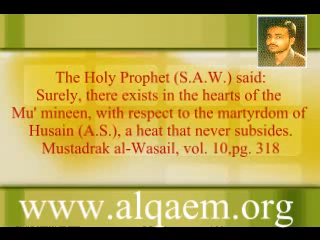 The Holy Prophet (S.A.W.) said:
Surely, there exists in the hearts of the
Mu' mineen, with respect to the martyrdom of
Husain (A.S.), a heat that never subsides.
Mustadrak al-Wasail, vol. 10,pg. 318
www.alqaem.org